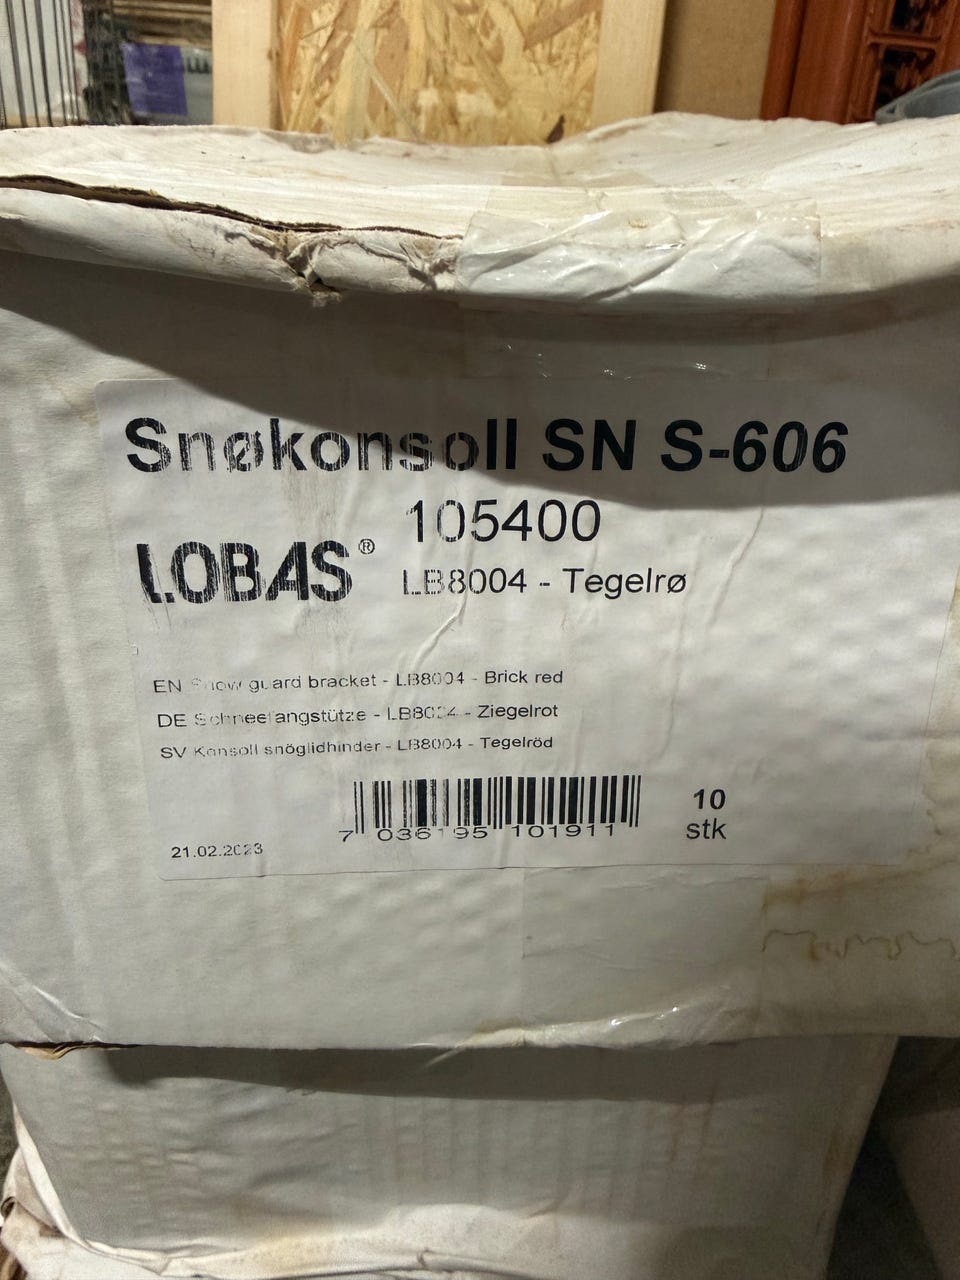 Snøkonsoll SN S-606
105400
LOBAS®
LB8004 - Tegelrø
EN Snow guard bracket - LB8004 - Brick red
DE Schneefangstütze - LB8004 - Ziegelrot
SV Konsoll snöglidhinder - LB8004 - Tegelröd
7 036195 101911
10
stk
21.02.2023